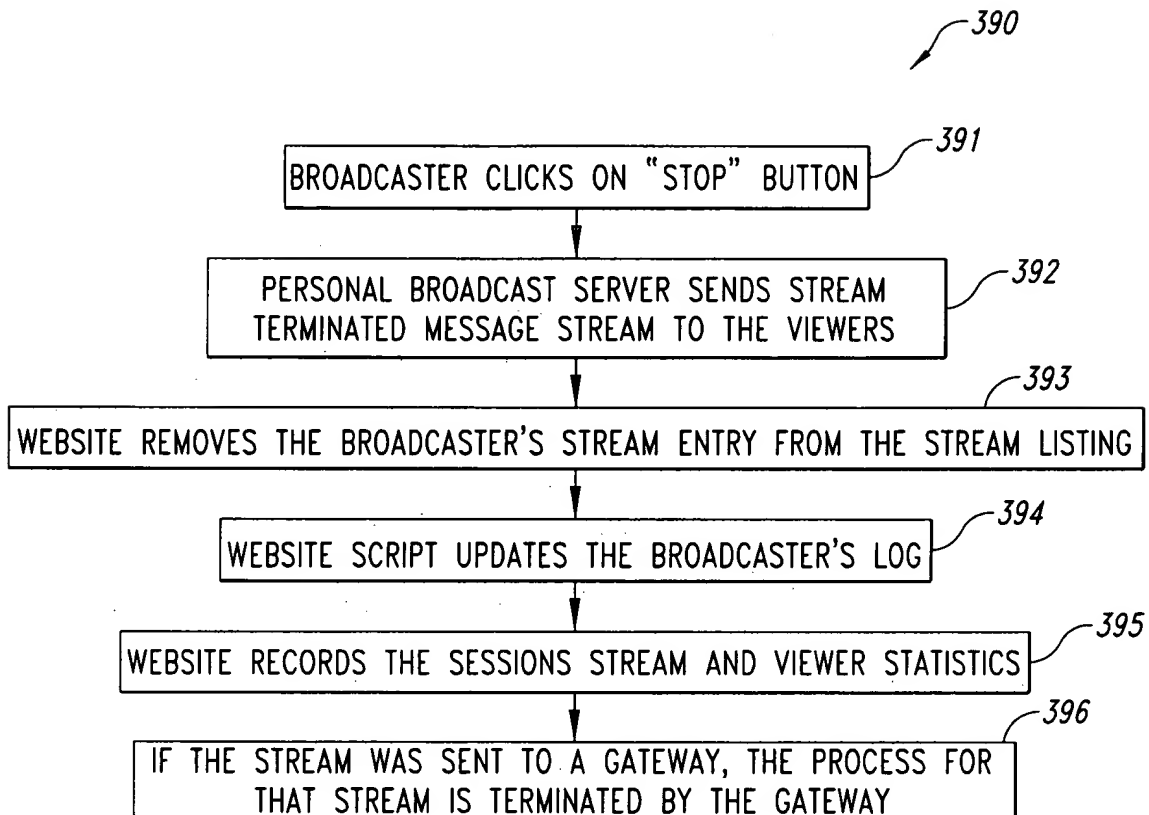 390
391
BROADCASTER CLICKS ON "STOP" BUTTON
392
PERSONAL BROADCAST SERVER SENDS STREAM
TERMINATED MESSAGE STREAM TO THE VIEWERS
393
WEBSITE REMOVES THE BROADCASTER'S STREAM ENTRY FROM THE STREAM LISTING
394
WEBSITE SCRIPT UPDATES THE BROADCASTER'S LOG
395
WEBSITE RECORDS THE SESSIONS STREAM AND VIEWER STATISTICS
396
IF THE STREAM WAS SENT TO A GATEWAY, THE PROCESS FOR
THAT STREAM IS TERMINATED BY THE GATEWAY